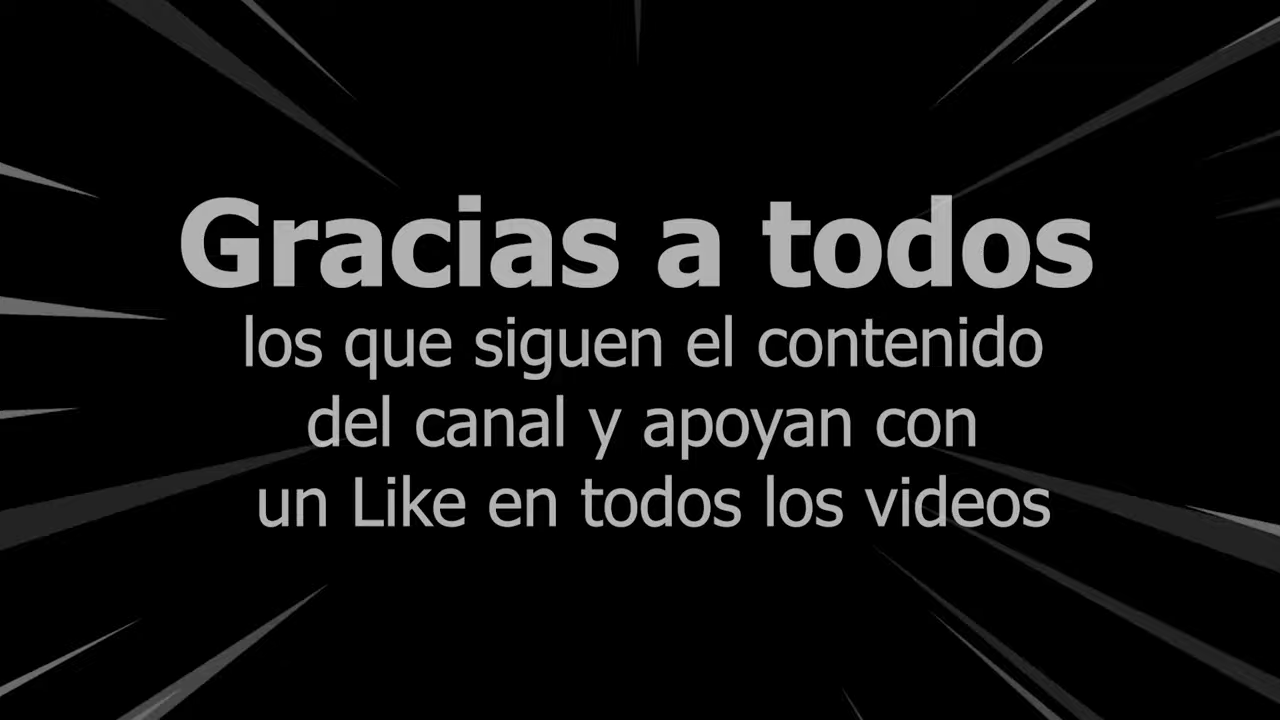 Gracias a todos
los que siguen el contenido
del canal y apoyan con
un Like en todos los videos